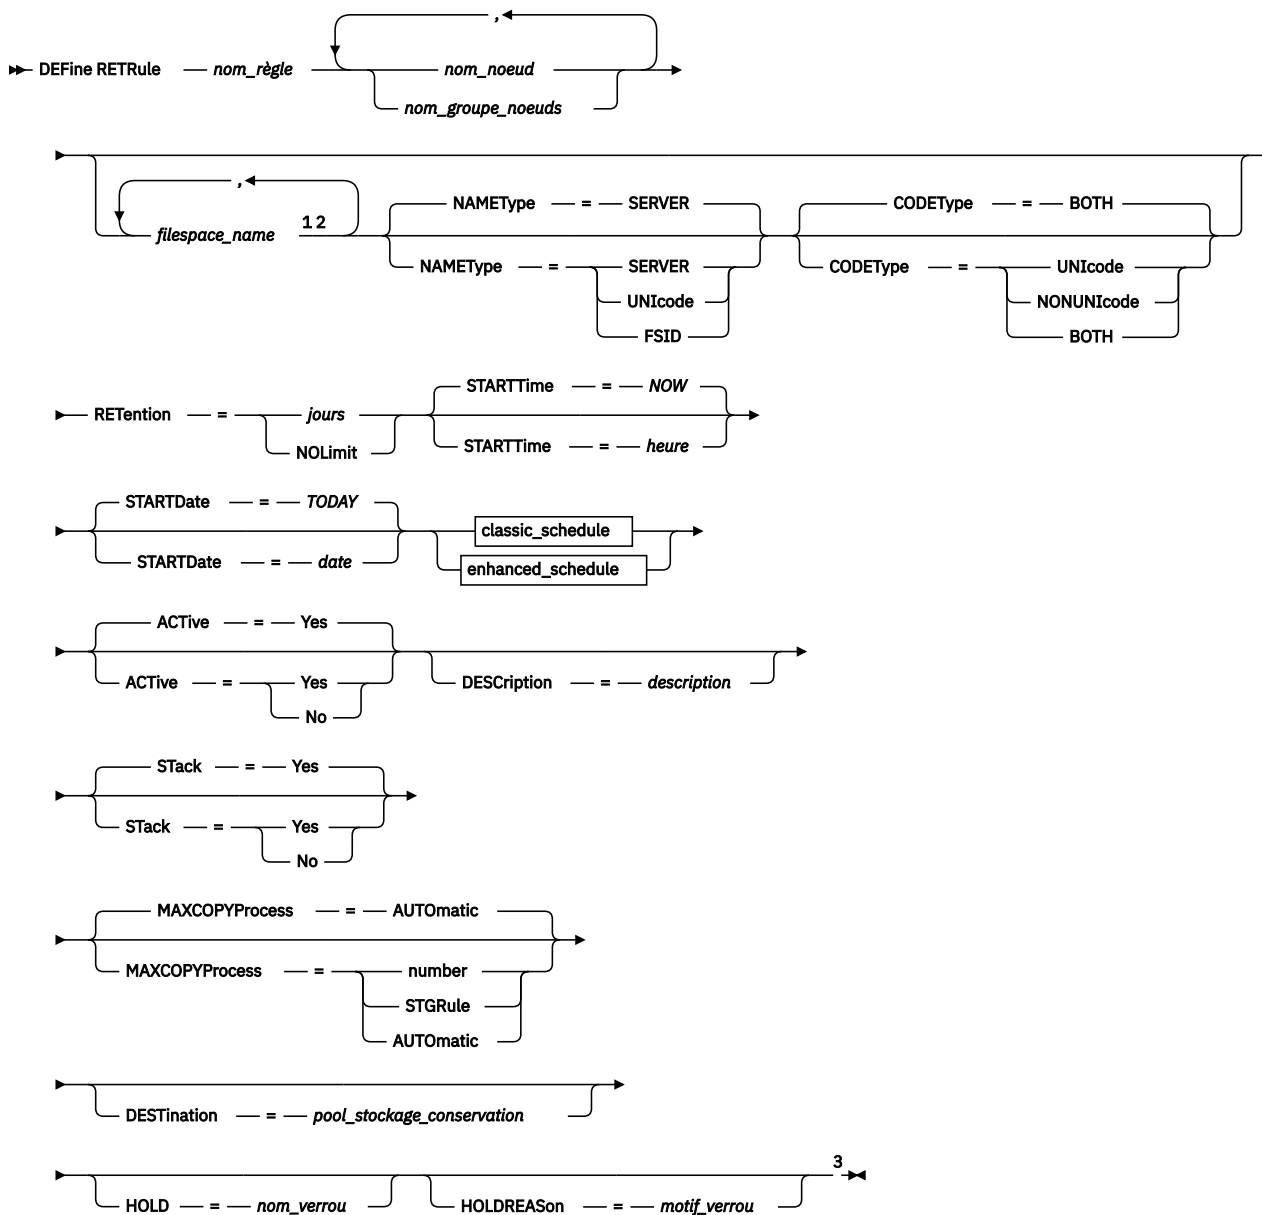 ,
DEFine RETRule nom_règle nom_noeud
nom_groupe_noeuds
,
filespace_name 1 2
NAMEType = SERVER
NAMEType = SERVER
UNIcode
FSID
CODEType = BOTH
CODEType = UNIcode
NONUNIcode
BOTH
STARTTime = NOW
RETention = jours
NOLimit
STARTTime = heure
STARTDate = TODAY
STARTDate = date
classic_schedule
enhanced_schedule
ACTive = Yes
ACTive = Yes
No
DESCription = description
STack = Yes
STack = Yes
No
MAXCOPYProcess = AUTOmatic
MAXCOPYProcess = number
STGRule
AUTOmatic
DESTination = pool_stockage_conservation
HOLD = nom_verrou
HOLDREASon = motif_verrou
3